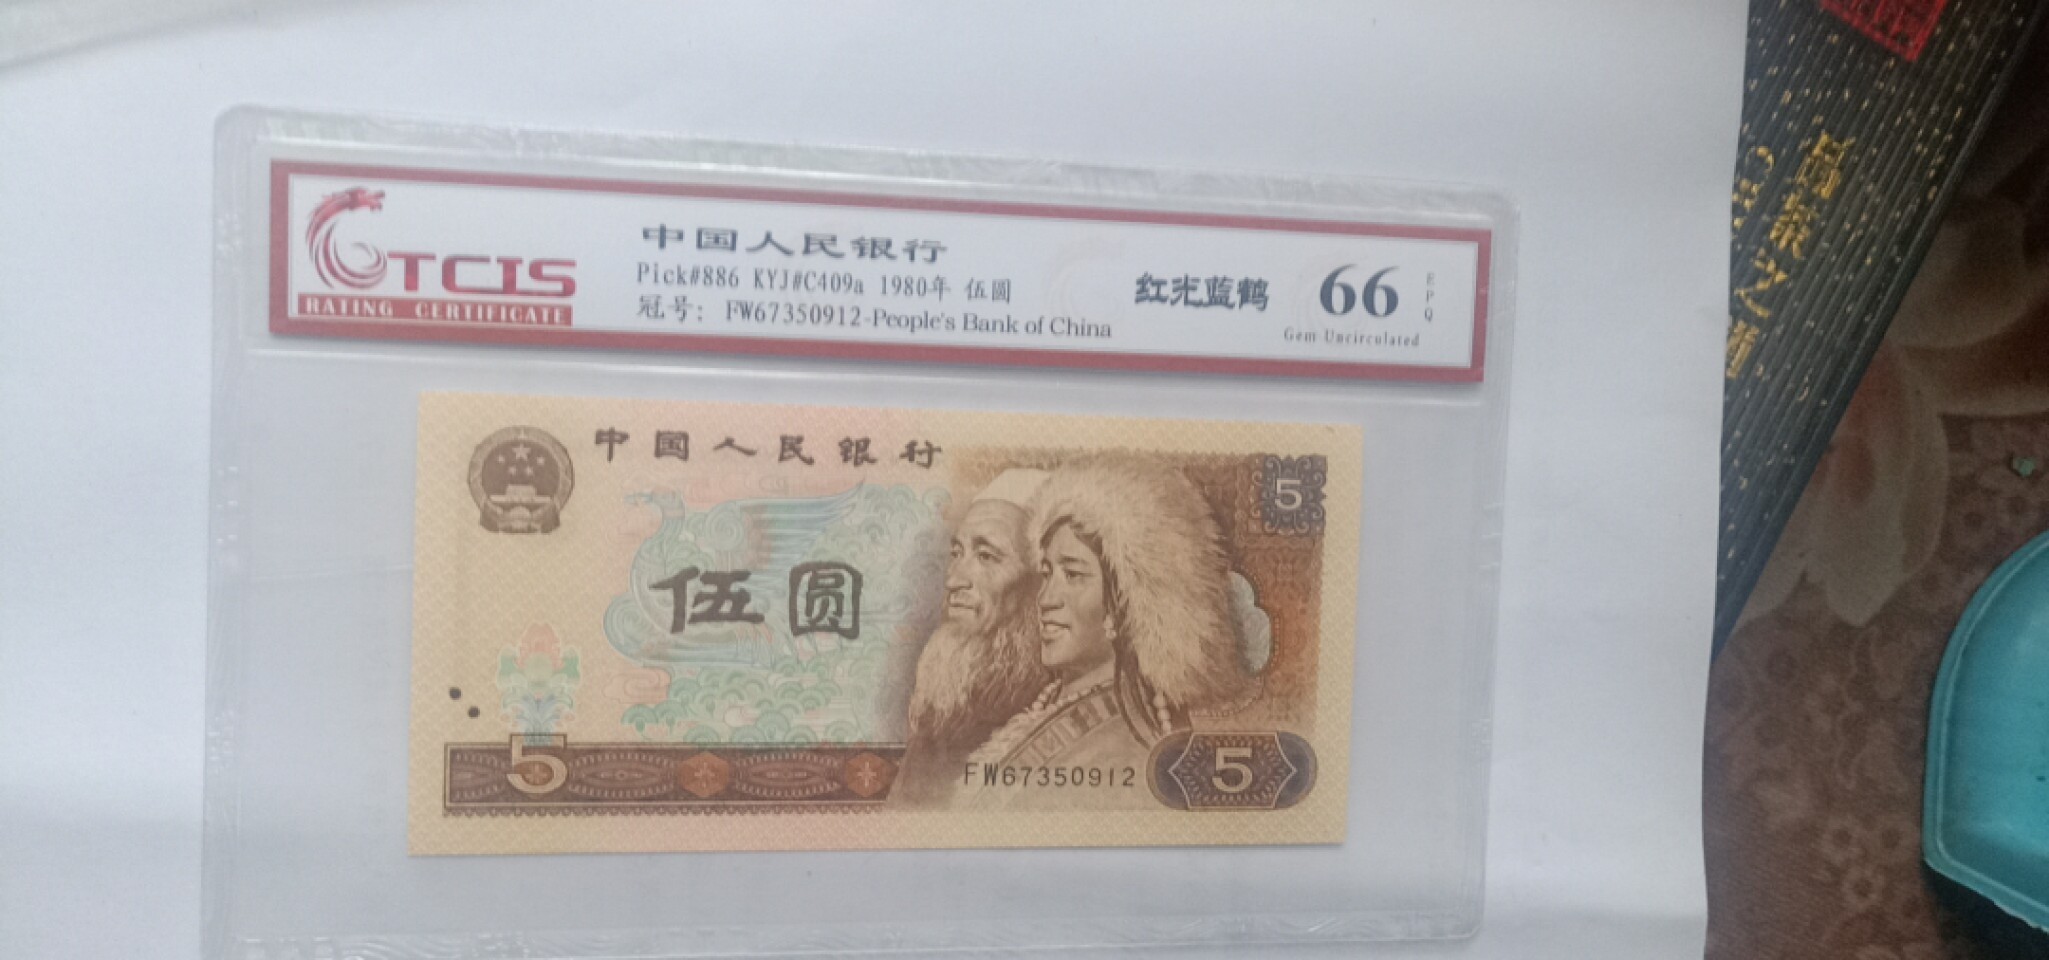 TCIS
RATING CERTIFICATE
中国人民银行
Pick#886 KYJ#C409a 1980年 伍圆
冠号: FW67350912-People's Bank of China
红光蓝鹤
66
EPQ
Gem Uncirculated
中国人民银行
5
伍圆
5
FW67350912
5
之